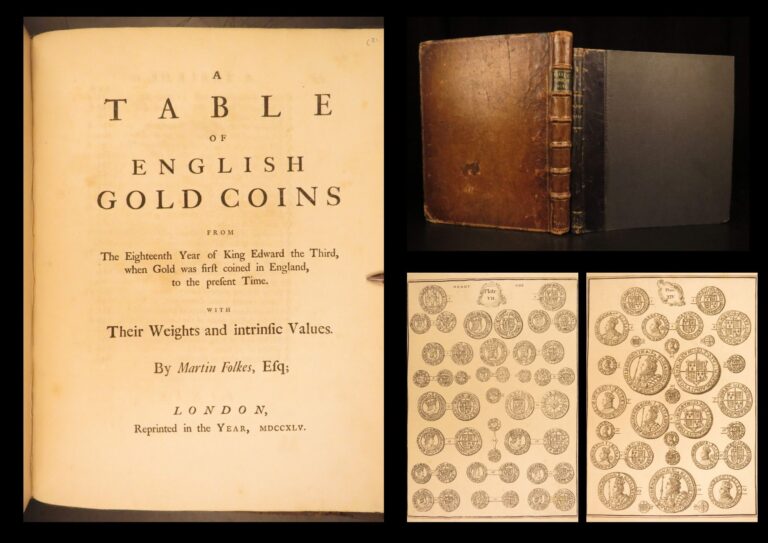 A
TABLE
OF
ENGLISH
GOLD COINS
FROM
The Eighteenth Year of King Edward the Third,
when Gold was firſt coined in England,
to the preſent Time.
WITH
Their Weights and intrinſic Values.
By Martin Folkes, Eſq;
LONDON,
Reprinted in the YEAR, MDCCXLV.
Plate
VII.